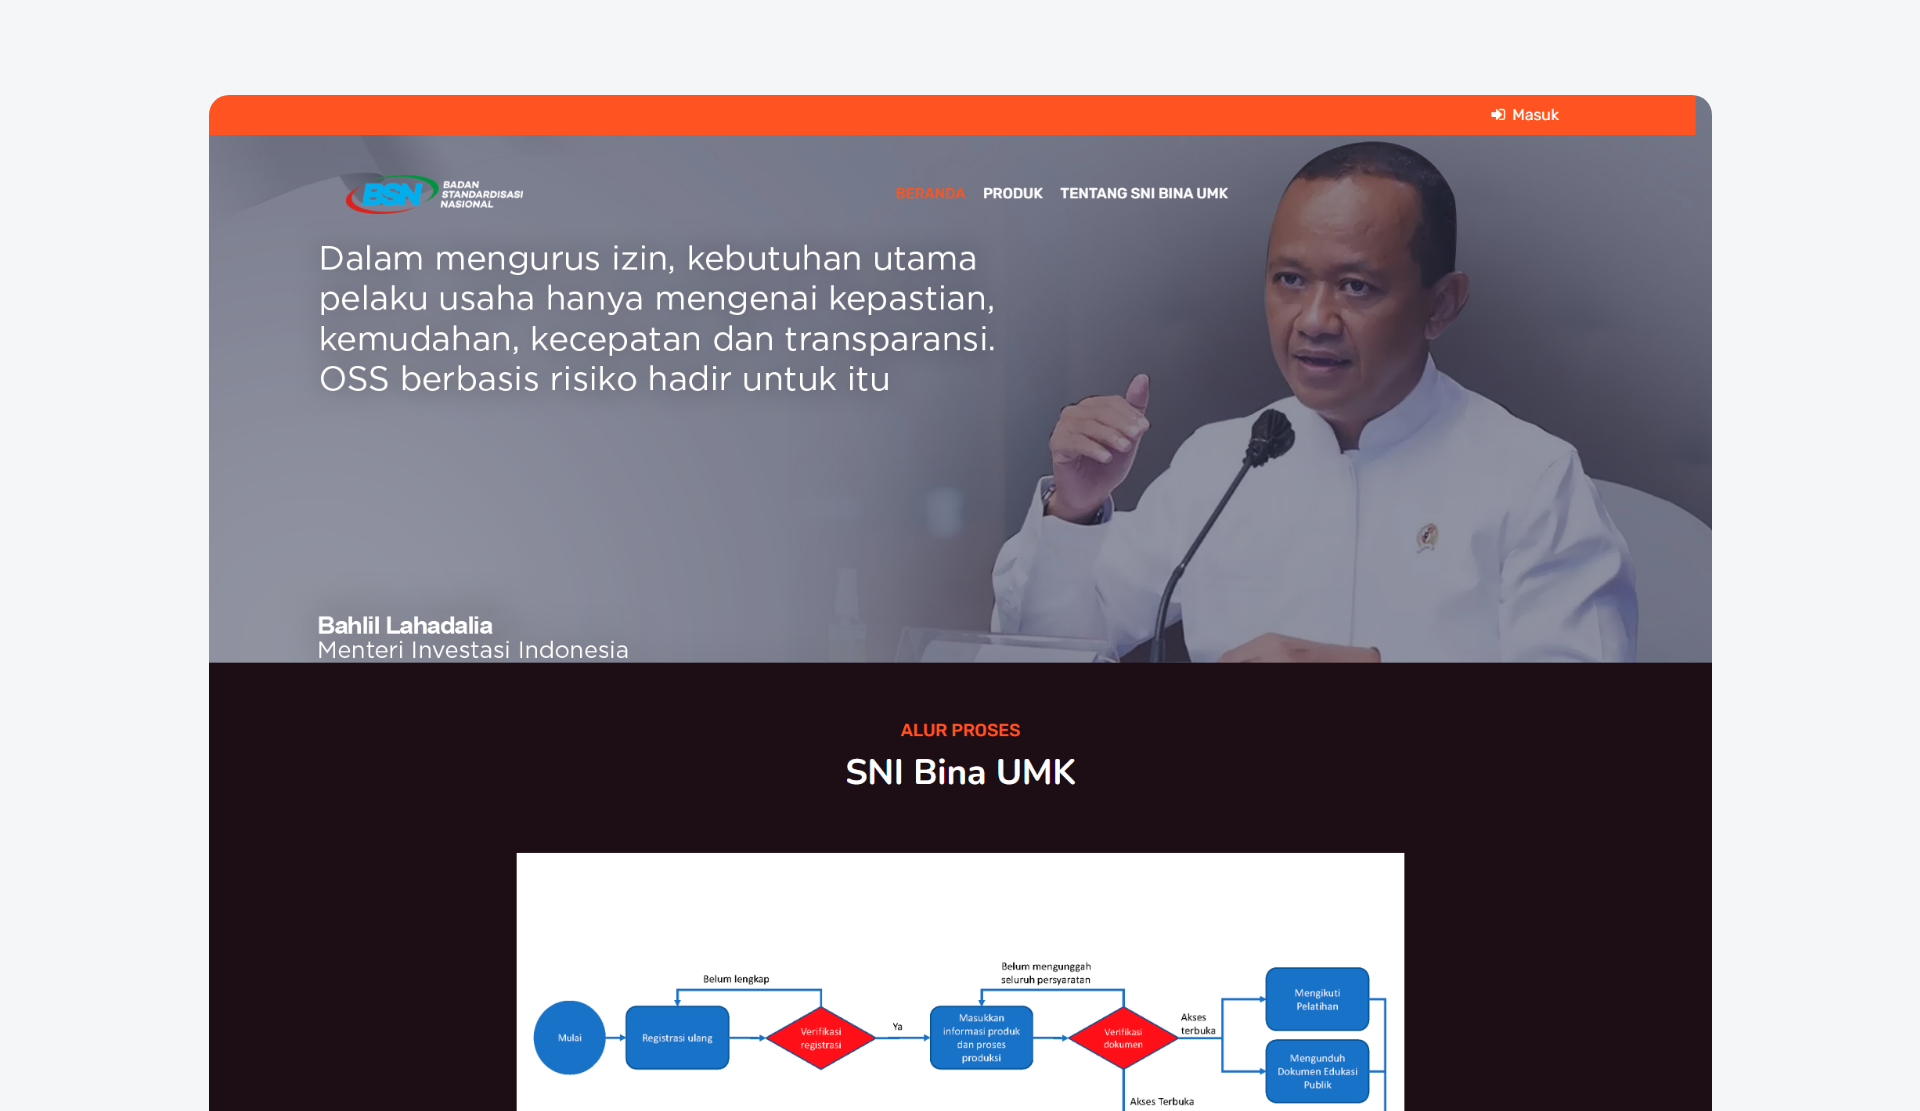 Masuk
BSN BADAN
STANDARDISASI
NASIONAL
BERANDA PRODUK TENTANG SNI BINA UMK
Dalam mengurus izin, kebutuhan utama
pelaku usaha hanya mengenai kepastian,
kemudahan, kecepatan dan transparansi.
OSS berbasis risiko hadir untuk itu
Bahlil Lahadalia
Menteri Investasi Indonesia
ALUR PROSES
SNI Bina UMK
Belum lengkap
Mulai
Registrasi ulang
Verifikasi
registrasi
Ya
Belum mengunggah
seluruh persyaratan
Masukkan
informasi produk
dan proses
produksi
Verifikasi
dokumen
Akses
terbuka
Mengikuti
Pelatihan
Mengunduh
Dokumen Edukasi
Publik
Akses Terbuka